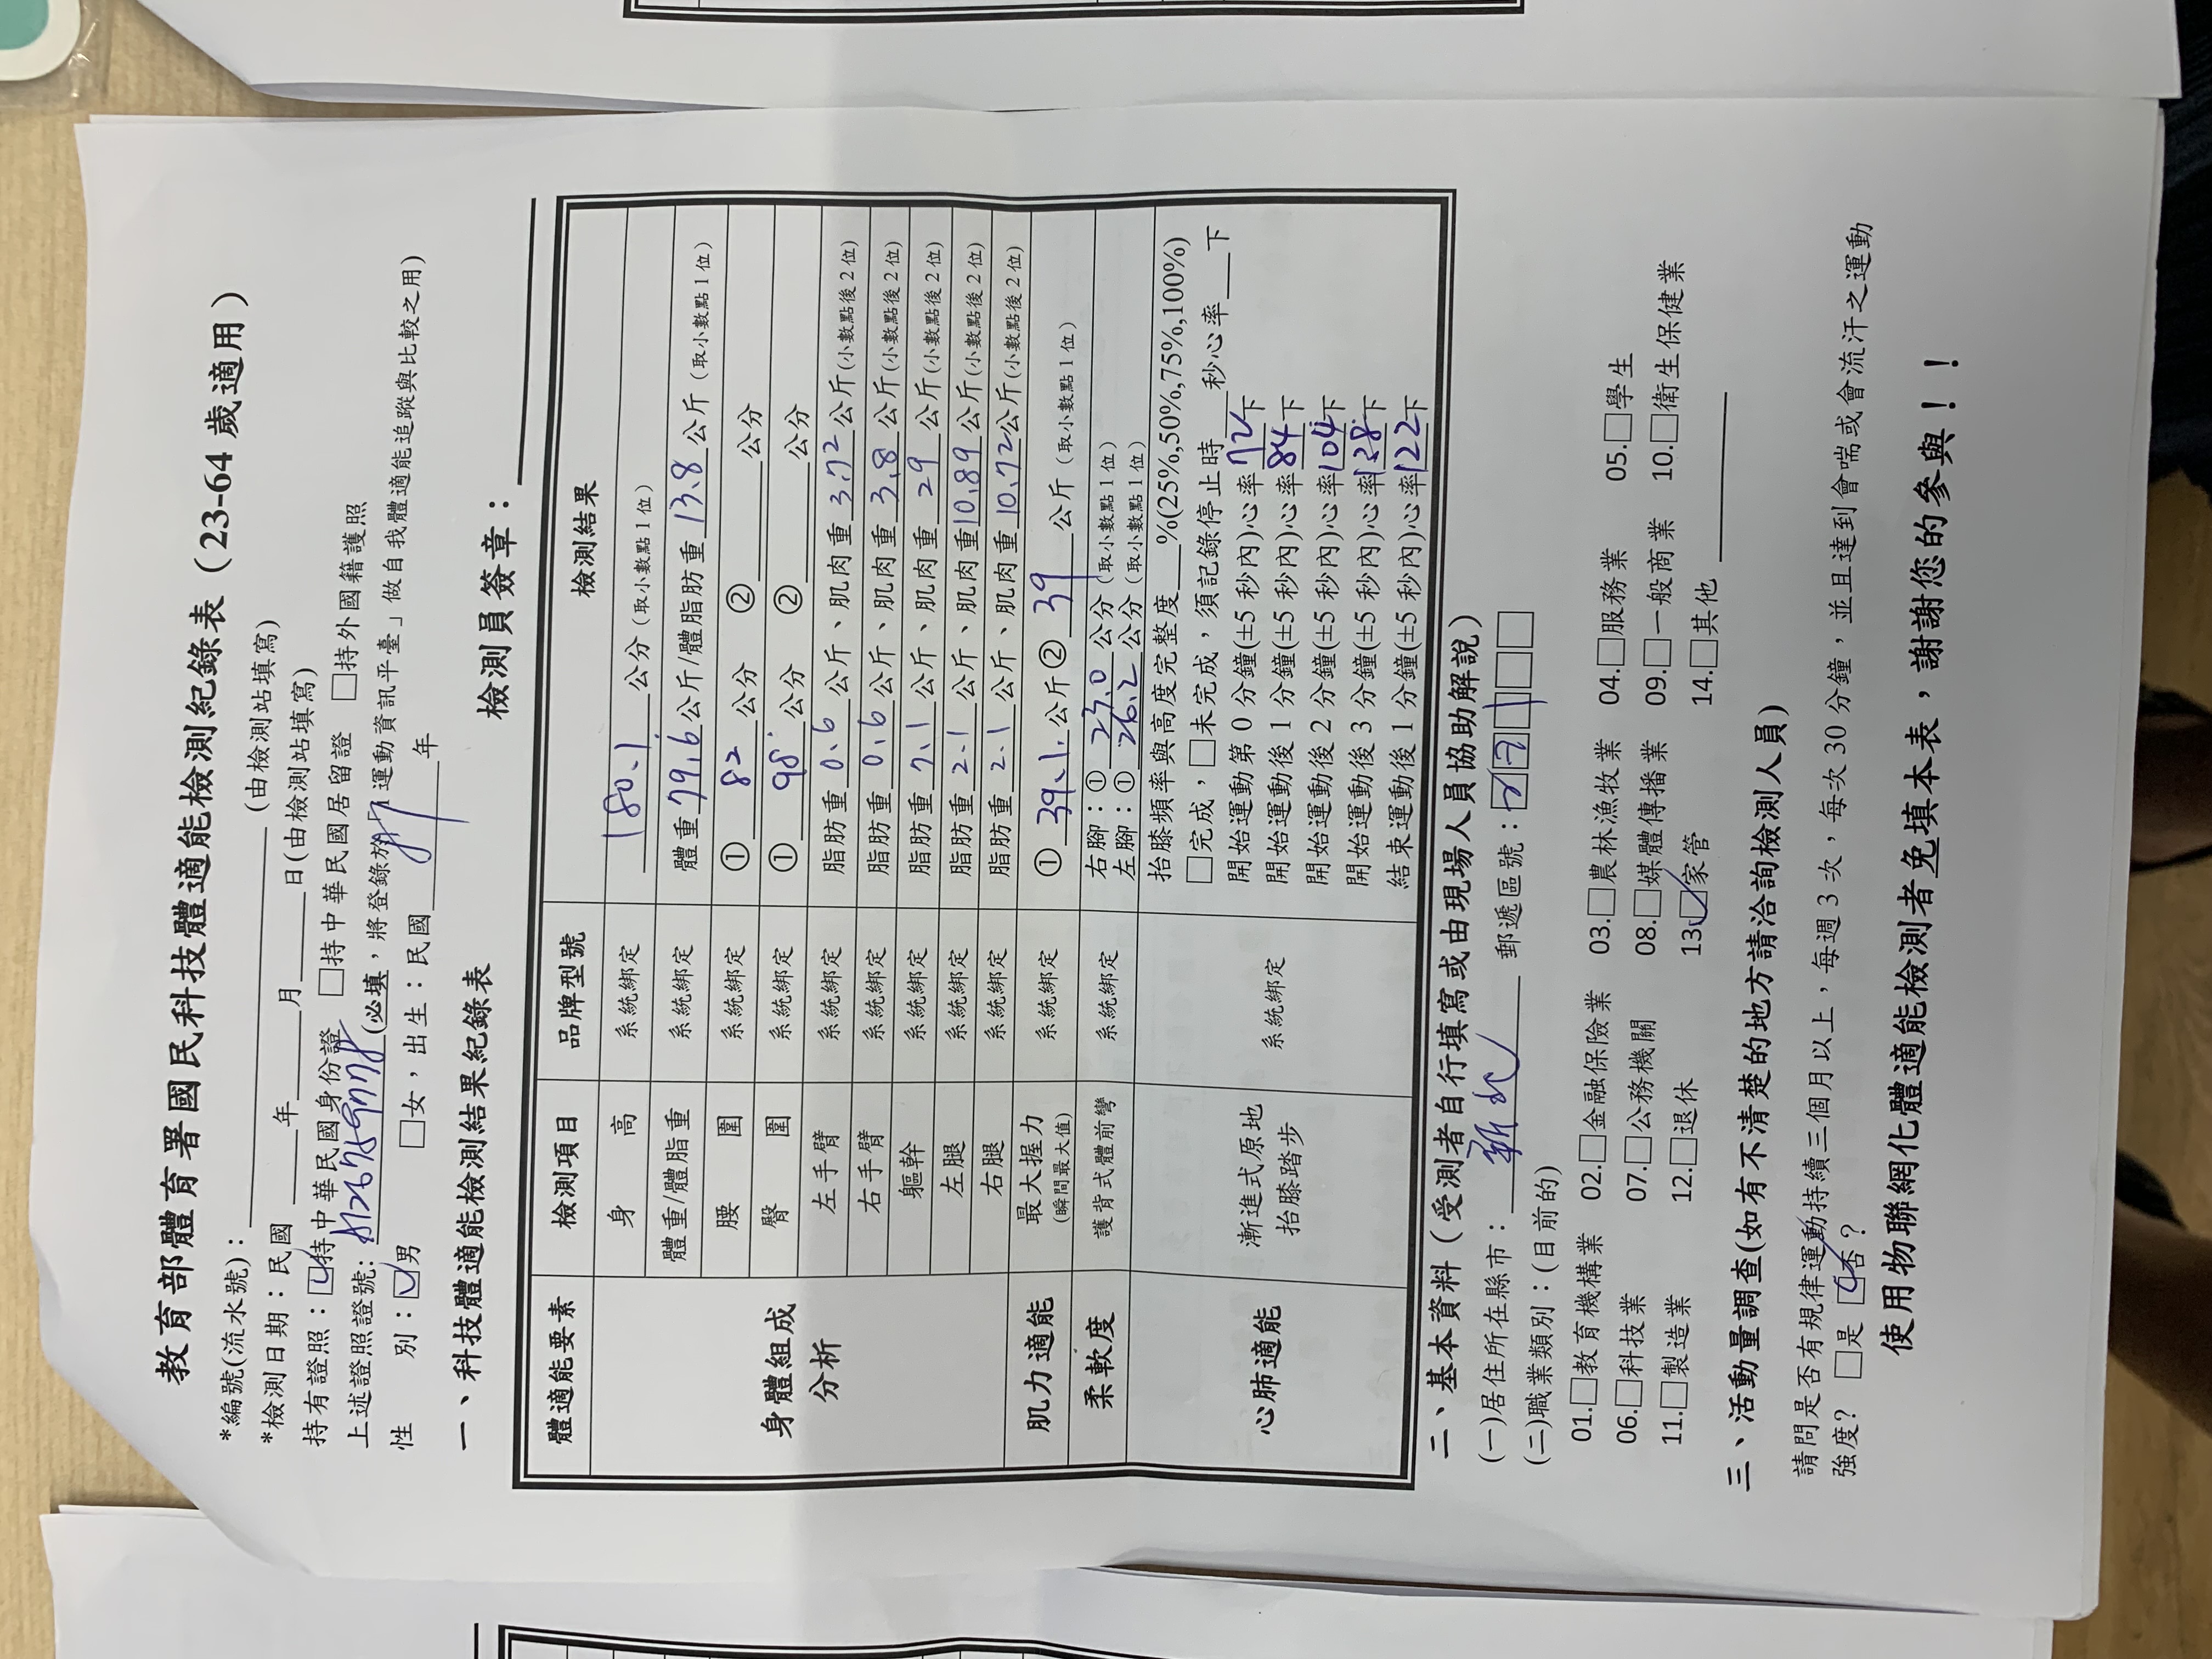 教育部體育署國民科技體適能檢測紀錄表（23-64 歲適用）
*編號(流水號)：＿＿＿＿ (由檢測站填寫)
*檢測日期：民國 ＿＿年＿＿月＿＿日(由檢測站填寫)
持有證照：☑持中華民國身份證 □持中華民國居留證 □持外國籍護照
上述證照證號: A126759778(必填，將登錄於「i運動資訊平臺」做自我體適能追蹤與比較之用)
性 別：☑男 □女，出生：民國 87 年
一、科技體適能檢測結果紀錄表 檢測員簽章：
體適能要素 檢測項目 品牌型號 檢測結果
身體組成分析
身 高 系統綁定 180.1 公分（取小數點 1 位）
體重/體脂重 系統綁定 體重 79.6 公斤/體脂肪重 13.8 公斤（取小數點 1 位）
腰 圍 系統綁定 ① 82 公分 ② ＿＿公分
臀 圍 系統綁定 ① 98 公分 ② ＿＿公分
左手臂 系統綁定 脂肪重 0.6 公斤、肌肉重 3.72 公斤(小數點後 2 位)
右手臂 系統綁定 脂肪重 0.6 公斤、肌肉重 3.8 公斤(小數點後 2 位)
軀幹 系統綁定 脂肪重 7.1 公斤、肌肉重 29 公斤(小數點後 2 位)
左腿 系統綁定 脂肪重 2.1 公斤、肌肉重 10.89 公斤(小數點後 2 位)
右腿 系統綁定 脂肪重 2.1 公斤、肌肉重 10.72 公斤(小數點後 2 位)
肌力適能 最大握力 (瞬間最大值) 系統綁定 ① 39.1. 公斤 ② 39 公斤（取小數點 1 位）
柔軟度 護背式體前彎 系統綁定 右腳：① 23.0 公分（取小數點 1 位）
左腳：① 26.2 公分（取小數點 1 位）
心肺適能 漸進式原地抬膝踏步 系統綁定
抬膝頻率與高度完整度＿＿%(25%,50%,75%,100%)
□完成，□未完成，須記錄停止時＿＿秒心率＿＿下
開始運動第 0 分鐘(±5 秒內)心率 72 下
開始運動後 1 分鐘(±5 秒內)心率 84 下
開始運動後 2 分鐘(±5 秒內)心率 104 下
開始運動後 3 分鐘(±5 秒內)心率 138 下
結束運動後 1 分鐘(±5 秒內)心率 122 下
二、基本資料（受測者自行填寫或由現場人員協助解說）
(一)居住所在縣市：新北 郵遞區號：231□□
(二)職業類別：(目前的)
01.□教育機構業 02.□金融保險業 03.□農林漁牧業 04.□服務業 05.□學生
06.□科技業 07.□公務機關 08.□媒體傳播業 09.□一般商業 10.□衛生保健業
11.□製造業 12.□退休 13.☑家管 14.□其他
三、活動量調查(如有不清楚的地方請洽詢檢測人員)
請問是否有規律運動持續三個月以上，每週 3 次，每次 30 分鐘，並且達到會喘或會流汗之運動
強度? □是 ☑否？
使用物聯網化體適能檢測者免填本表，謝謝您的參與！！